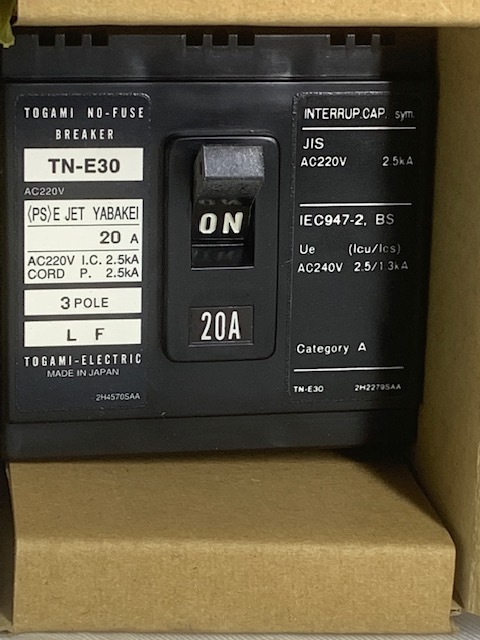 TOGAMI NO-FUSE
BREAKER
TN-E30
AC220V
⟨PS⟩E JET YABAKEI
20 A
AC220V I.C. 2.5kA
CORD P. 2.5kA
3 POLE
L F
TOGAMI-ELECTRIC
MADE IN JAPAN
2H4570SAA
ON
20A
INTERRUP.CAP. sym.
JIS
AC220V 2.5kA
IEC947-2, BS
Ue (Icu/Ics)
AC240V 2.5/1.3kA
Category A
TN-E30 2H2279SAA